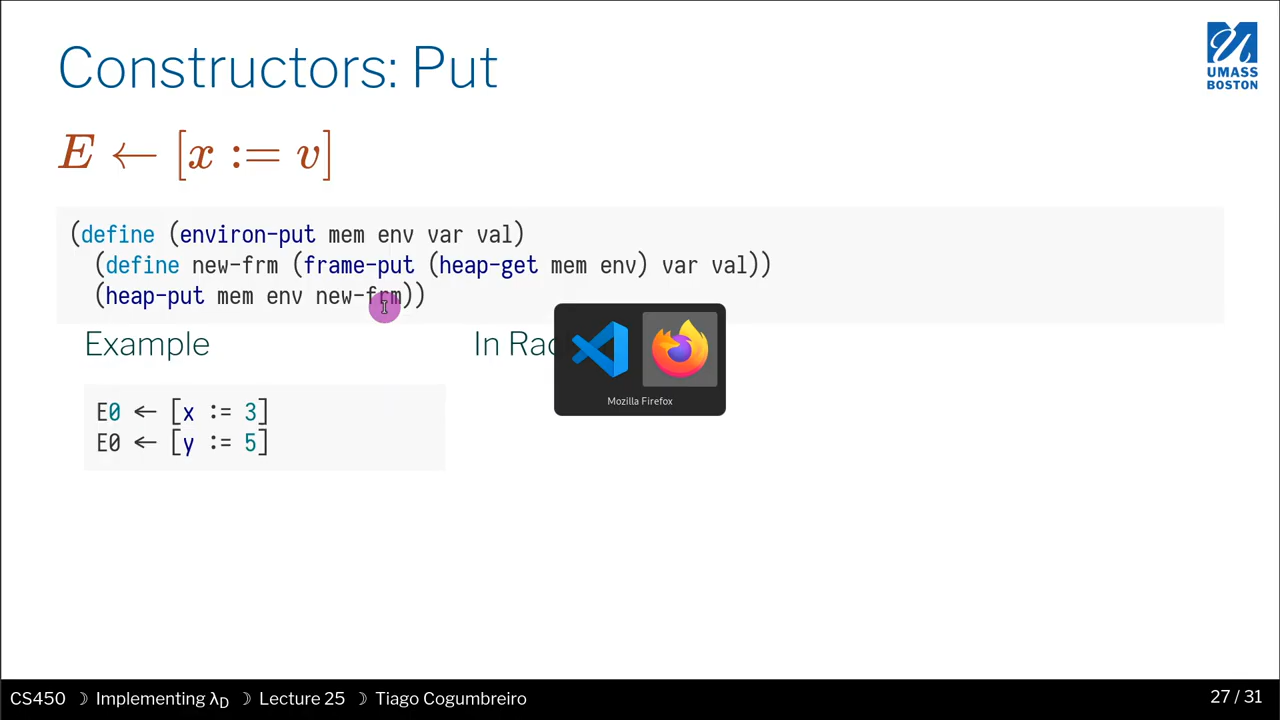 Constructors: Put
UMASS
BOSTON
E ← [x := v]
(define (environ-put mem env var val)
(define new-frm (frame-put (heap-get mem env) var val))
(heap-put mem env new-frm))
Example
In Rac
Mozilla Firefox
E0 ← [x := 3]
E0 ← [y := 5]
CS450 ☽ Implementing λD ☽ Lecture 25 ☽ Tiago Cogumbreiro
27 / 31